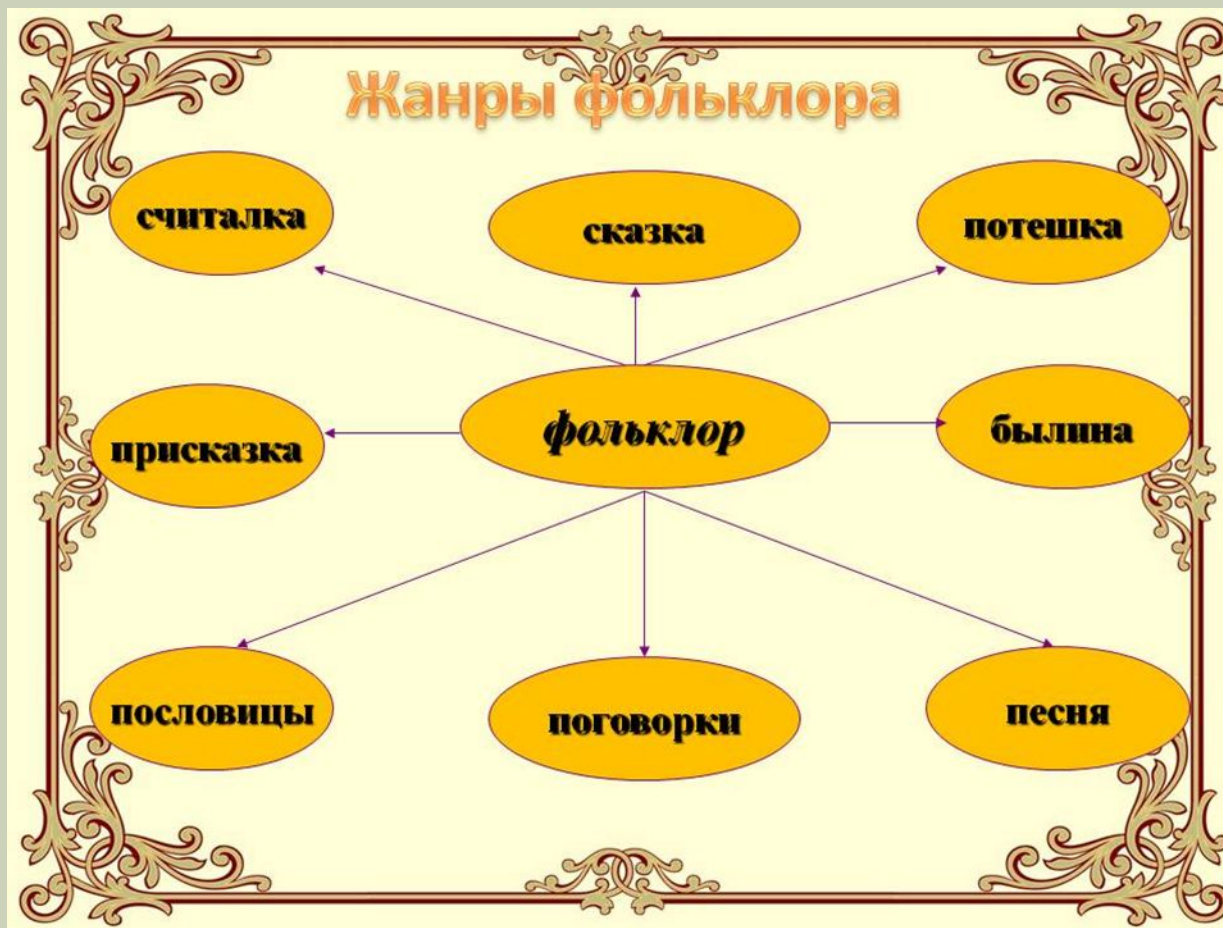 Жанры фольклора
считалка
сказка
потешка
присказка
фольклор
былина
пословицы
поговорки
песня